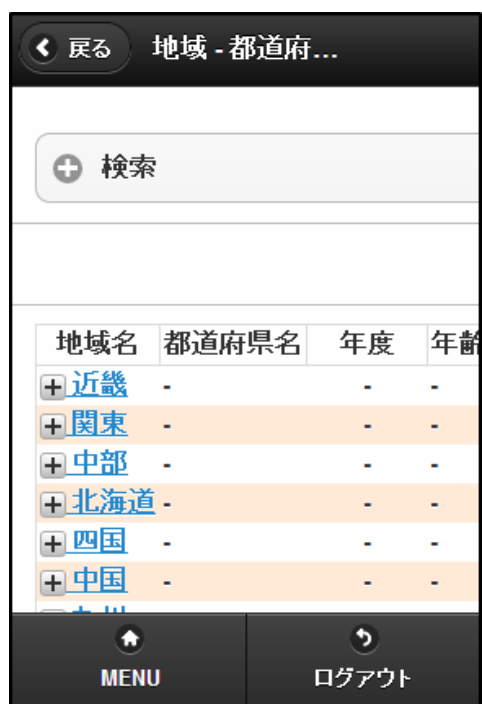 戻る 地域 - 都道府...
検索
地域名 都道府県名 年度 年齢
近畿 - - -
関東 - - -
中部 - - -
北海道 - - -
四国 - - -
中国 - - -
MENU ログアウト